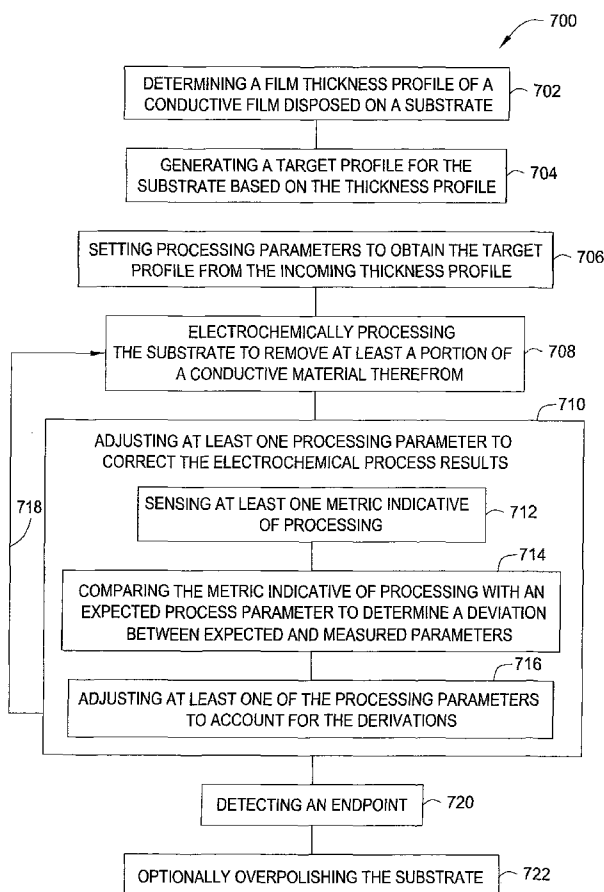 700
DETERMINING A FILM THICKNESS PROFILE OF A
CONDUCTIVE FILM DISPOSED ON A SUBSTRATE
702
GENERATING A TARGET PROFILE FOR THE
SUBSTRATE BASED ON THE THICKNESS PROFILE
704
SETTING PROCESSING PARAMETERS TO OBTAIN THE TARGET
PROFILE FROM THE INCOMING THICKNESS PROFILE
706
ELECTROCHEMICALLY PROCESSING
THE SUBSTRATE TO REMOVE AT LEAST A PORTION OF
A CONDUCTIVE MATERIAL THEREFROM
708
710
ADJUSTING AT LEAST ONE PROCESSING PARAMETER TO
CORRECT THE ELECTROCHEMICAL PROCESS RESULTS
718
SENSING AT LEAST ONE METRIC INDICATIVE
OF PROCESSING
712
714
COMPARING THE METRIC INDICATIVE OF PROCESSING WITH AN
EXPECTED PROCESS PARAMETER TO DETERMINE A DEVIATION
BETWEEN EXPECTED AND MEASURED PARAMETERS
716
ADJUSTING AT LEAST ONE OF THE PROCESSING PARAMETERS
TO ACCOUNT FOR THE DERIVATIONS
DETECTING AN ENDPOINT
720
OPTIONALLY OVERPOLISHING THE SUBSTRATE
722